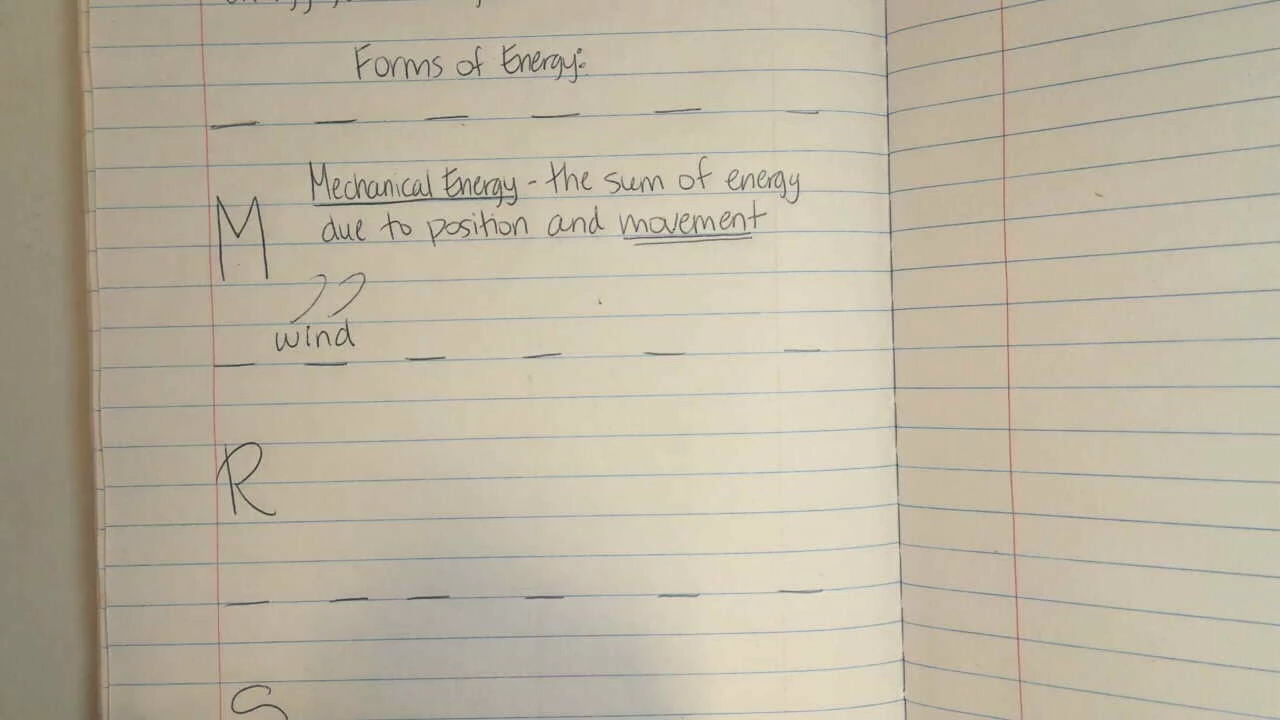 Forms of Energy:
Mechanical Energy - the sum of energy
M
due to position and movement
wind
R
S